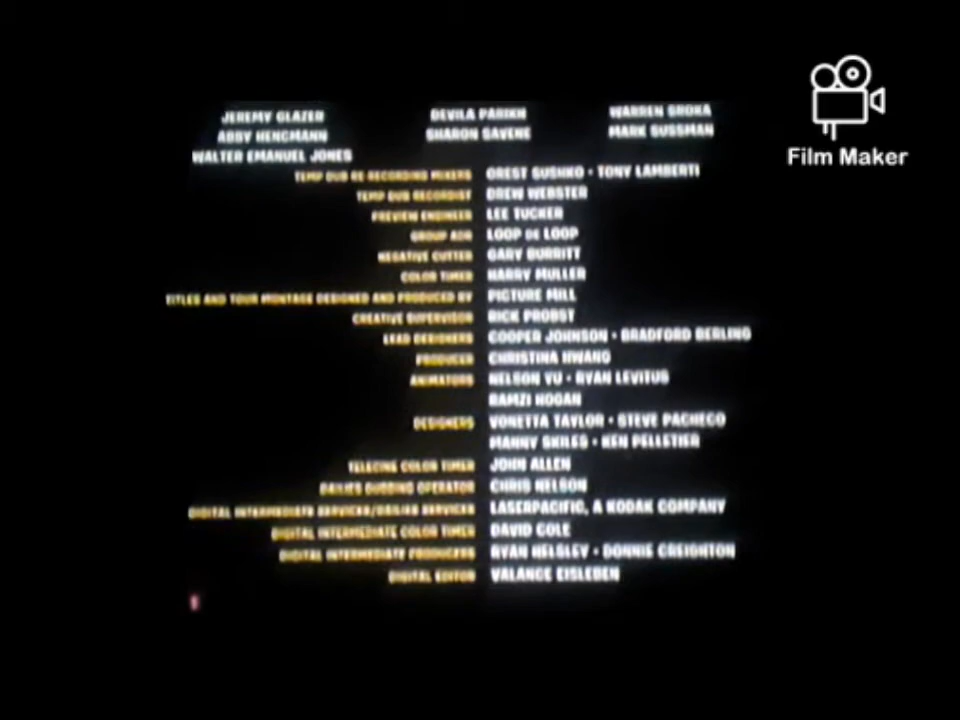 JEREMY GLAZER DEVILA PARIKH WARREN SROKA
ABBY HENGMANN SHARON SAVENE MARK SUSSMAN
WALTER EMANUEL JONES
TEMP DUB RE RECORDING MIXERS OREST SUSHKO • TONY LAMBERTI
TEMP DUB RECORDIST DREW WEBSTER
PREVIEW ENGINEER LEE TUCKER
GROUP ADR LOOP DE LOOP
NEGATIVE CUTTER GARY BURRITT
COLOR TIMER HARRY MULLER
TITLES AND TOUR MONTAGE DESIGNED AND PRODUCED BY PICTURE MILL
CREATIVE SUPERVISOR RICK PROBST
LEAD DESIGNERS COOPER JOHNSON • BRADFORD BERLING
PRODUCER CHRISTINA HWANG
ANIMATORS NELSON YU • RYAN LEVITUS
RAMZI HOGAN
DESIGNERS VONETTA TAYLOR • STEVE PACHECO
MANNY SKILES • KEN PELLETIER
TELECINE COLOR TIMER JOHN ALLEN
DAILIES DUBBING OPERATOR CHRIS NELSON
DIGITAL INTERMEDIATE SERVICES/DAILIES SERVICES LASERPACIFIC, A KODAK COMPANY
DIGITAL INTERMEDIATE COLOR TIMER DAVID COLE
DIGITAL INTERMEDIATE PRODUCERS RYAN HELSLEY • DONNIE CREIGHTON
DIGITAL EDITOR VALANCE EISLEBEN
Film Maker